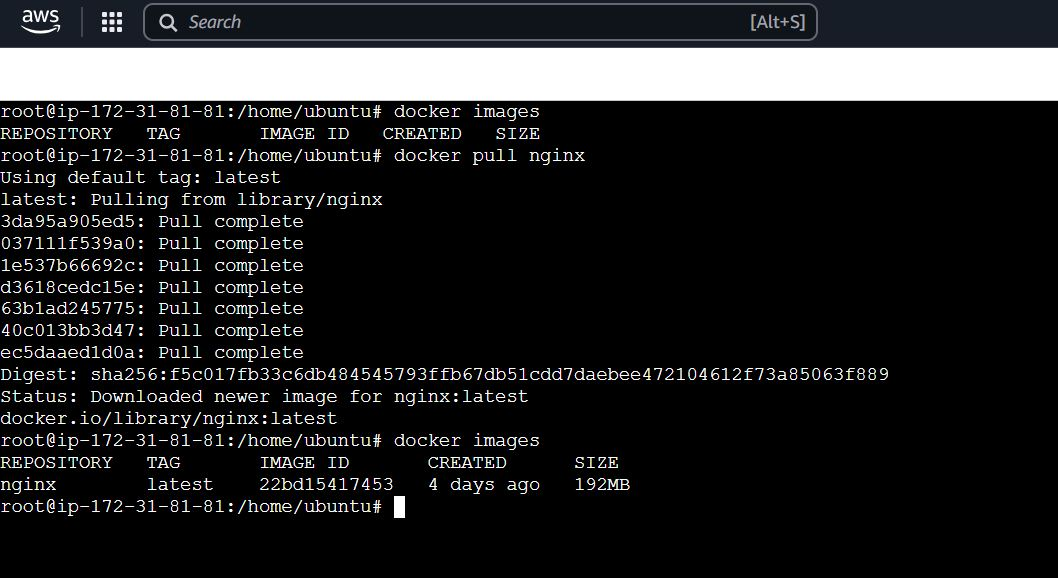 aws
Search [Alt+S]
root@ip-172-31-81-81:/home/ubuntu# docker images
REPOSITORY   TAG       IMAGE ID   CREATED   SIZE
root@ip-172-31-81-81:/home/ubuntu# docker pull nginx
Using default tag: latest
latest: Pulling from library/nginx
3da95a905ed5: Pull complete
037111f539a0: Pull complete
1e537b66692c: Pull complete
d3618cedc15e: Pull complete
63b1ad245775: Pull complete
40c013bb3d47: Pull complete
ec5daaed1d0a: Pull complete
Digest: sha256:f5c017fb33c6db484545793ffb67db51cdd7daebee472104612f73a85063f889
Status: Downloaded newer image for nginx:latest
docker.io/library/nginx:latest
root@ip-172-31-81-81:/home/ubuntu# docker images
REPOSITORY   TAG       IMAGE ID       CREATED      SIZE
nginx        latest    22bd15417453   4 days ago   192MB
root@ip-172-31-81-81:/home/ubuntu#